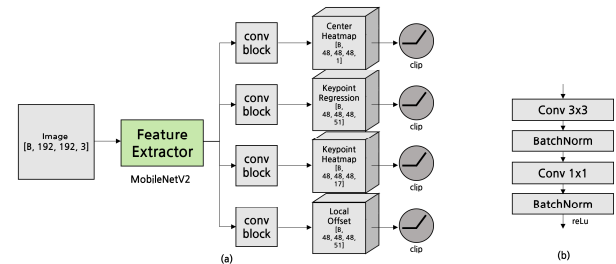 Image
[B, 192, 192, 3]
Feature
Extractor
MobileNetV2
conv
block
Center
Heatmap
[B,
48, 48, 48,
1]
clip
conv
block
Keypoint
Regression
[B,
48, 48, 48,
51]
clip
conv
block
Keypoint
Heatmap
[B,
48, 48, 48,
17]
clip
conv
block
Local
Offset
[B,
48, 48, 48,
51]
clip
(a)
Conv 3x3
BatchNorm
Conv 1x1
BatchNorm
reLu
(b)